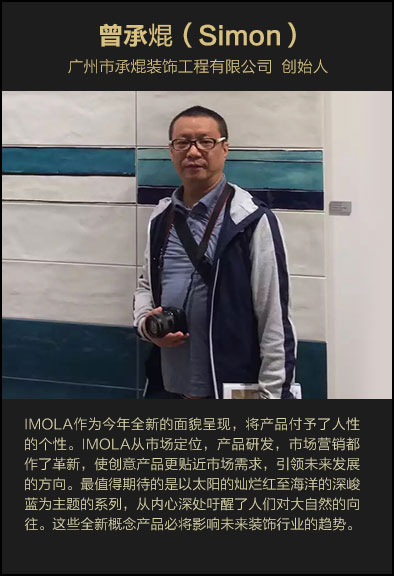 曾承焜（Simon）
广州市承焜装饰工程有限公司 创始人
IMOLA作为今年全新的面貌呈现，将产品付予了人性
的个性。IMOLA从市场定位，产品研发，市场营销都
作了革新，使创意产品更贴近市场需求，引领未来发展
的方向。最值得期待的是以太阳的灿烂红至海洋的深峻
蓝为主题的系列，从内心深处吁醒了人们对大自然的向
往。这些全新概念产品必将影响未来装饰行业的趋势。